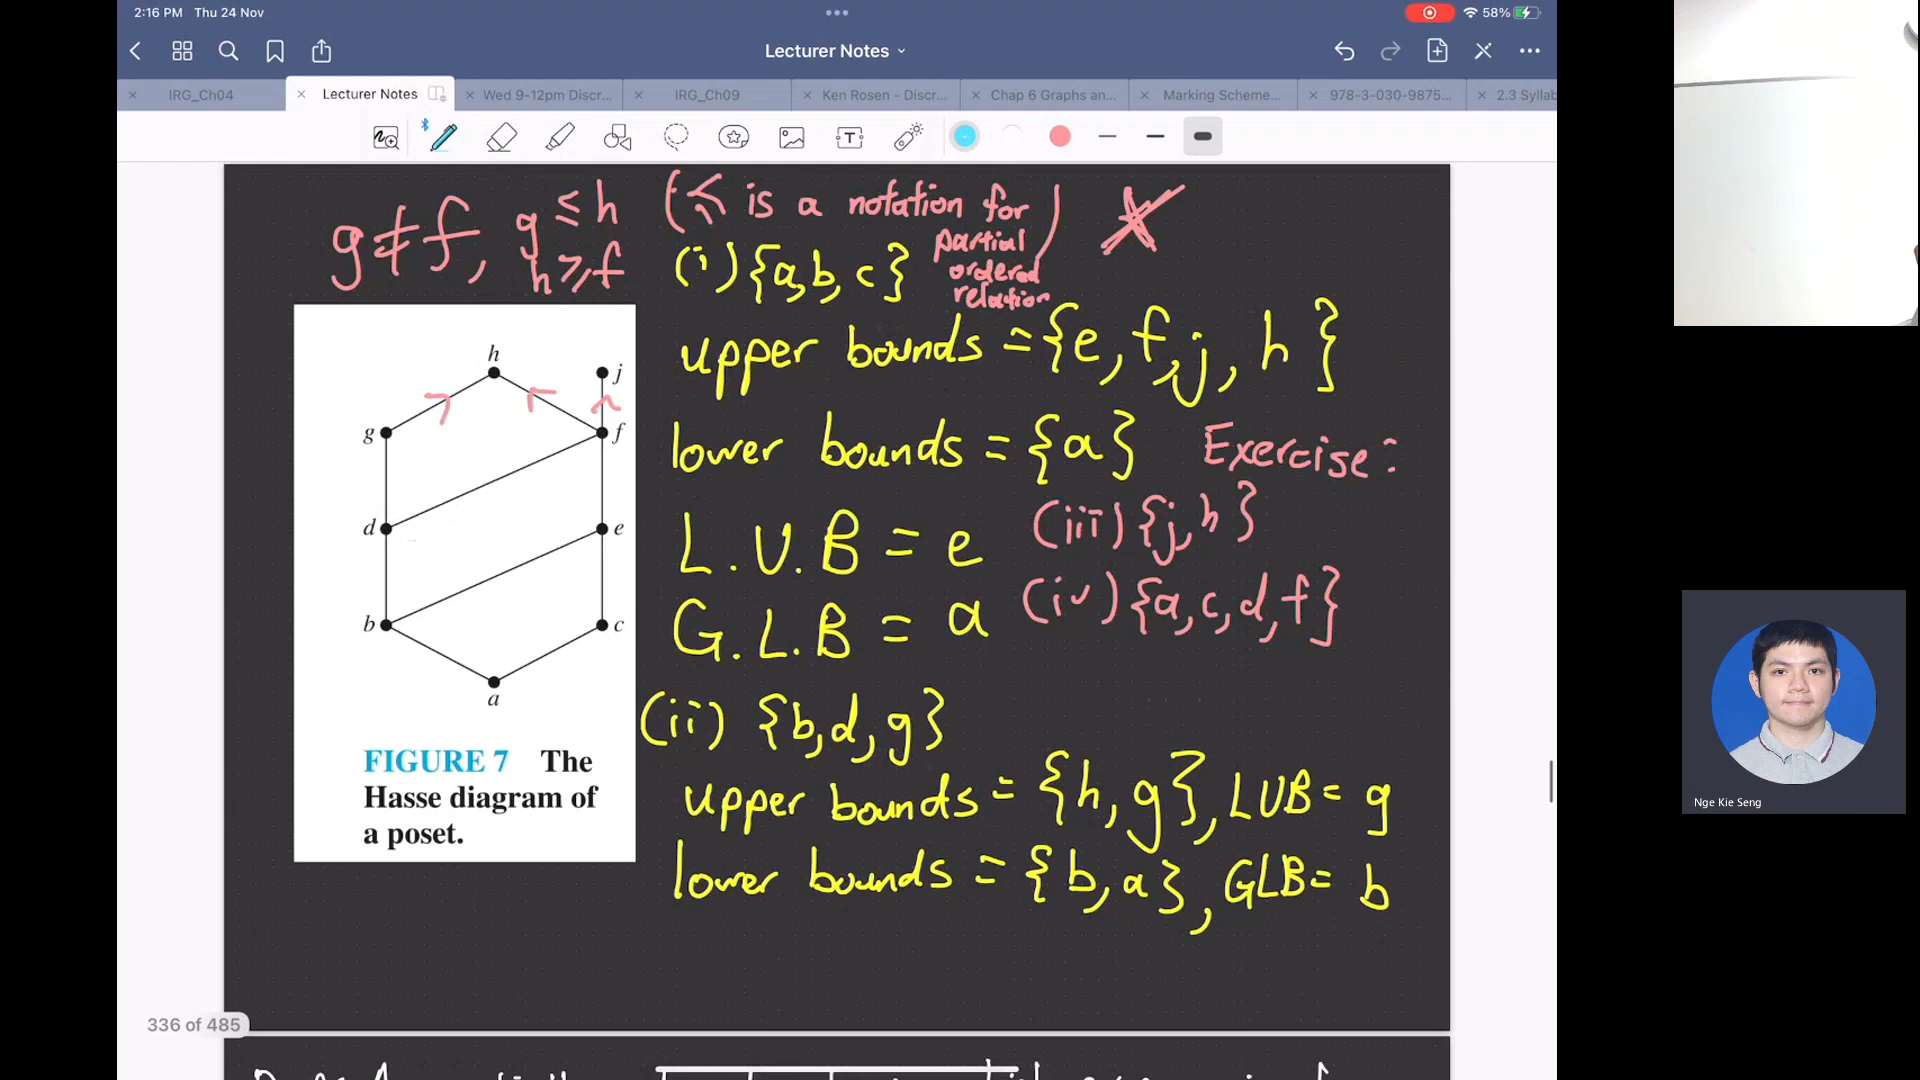 2:16 PM Thu 24 Nov
58%
Lecturer Notes
IRG_Ch04
Lecturer Notes
Wed 9-12pm Discr...
IRG_Ch09
Ken Rosen - Discr...
Chap 6 Graphs an...
Marking Scheme...
978-3-030-9875...
2.3 Syllab
g≰f, g ≤ h
h ≥ f
(≤ is a notation for
partial
ordered
relation)
(i) {a,b,c}
upper bounds = {e, f, j, h}
lower bounds = {a}
L.U.B = e
G.L.B = a
Exercise:
(iii) {j,h}
(iv) {a,c,d,f}
(ii) {b,d,g}
upper bounds = {h, g}, LUB = g
lower bounds = {b, a}, GLB = b
h
j
g
f
d
e
b
c
a
FIGURE 7 The
Hasse diagram of
a poset.
336 of 485
Nge Kie Seng